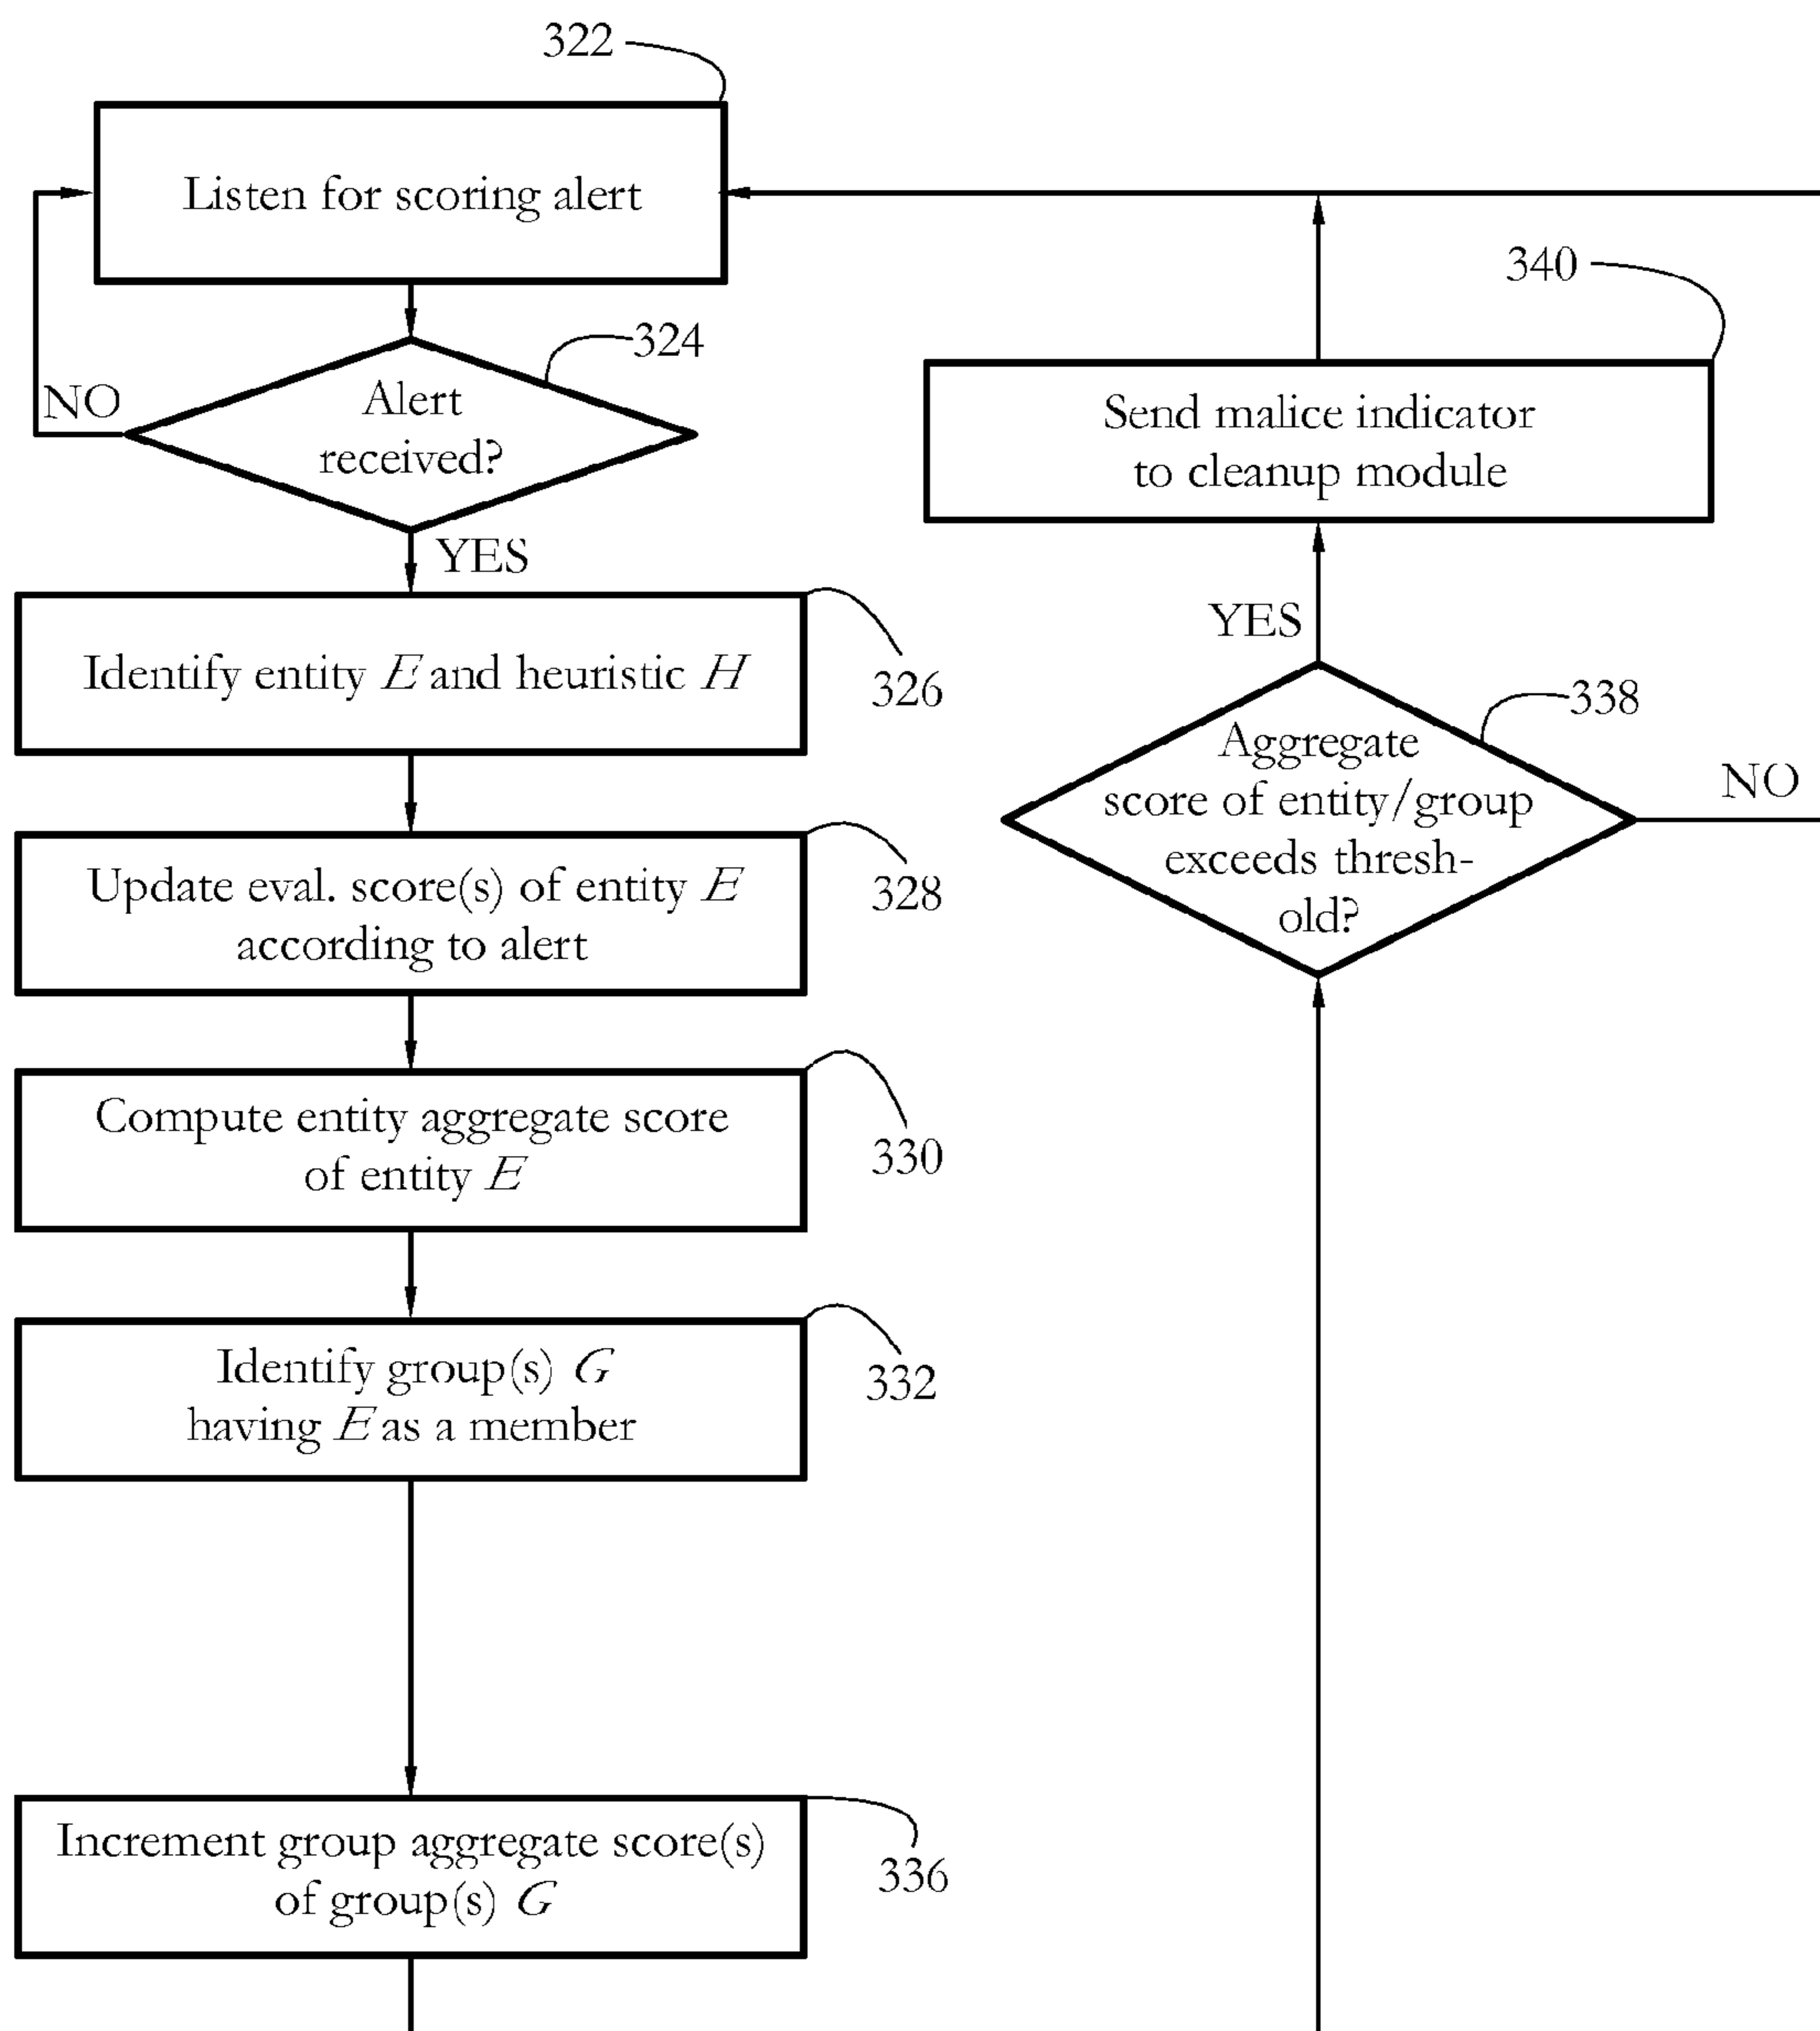 322
Listen for scoring alert
324
Alert
received?
NO
YES
Identify entity E and heuristic H
326
Update eval. score(s) of entity E
according to alert
328
Compute entity aggregate score
of entity E
330
Identify group(s) G
having E as a member
332
Increment group aggregate score(s)
of group(s) G
336
340
Send malice indicator
to cleanup module
YES
338
Aggregate
score of entity/group
exceeds thresh-
old?
NO